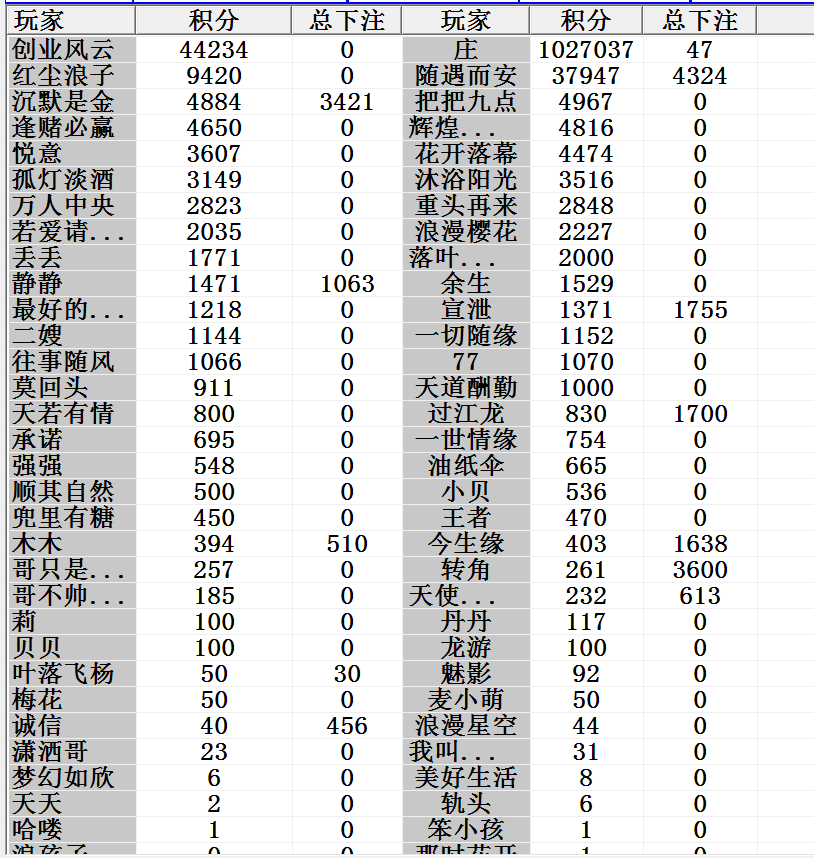 玩家 积分 总下注 玩家 积分 总下注
创业风云 44234 0 庄 1027037 47
红尘浪子 9420 0 随遇而安 37947 4324
沉默是金 4884 3421 把把九点 4967 0
逢赌必赢 4650 0 辉煌... 4816 0
悦意 3607 0 花开落幕 4474 0
孤灯淡酒 3149 0 沐浴阳光 3516 0
万人中央 2823 0 重头再来 2848 0
若爱请... 2035 0 浪漫樱花 2227 0
丢丢 1771 0 落叶... 2000 0
静静 1471 1063 余生 1529 0
最好的... 1218 0 宣泄 1371 1755
二嫂 1144 0 一切随缘 1152 0
往事随风 1066 0 77 1070 0
莫回头 911 0 天道酬勤 1000 0
天若有情 800 0 过江龙 830 1700
承诺 695 0 一世情缘 754 0
强强 548 0 油纸伞 665 0
顺其自然 500 0 小贝 536 0
兜里有糖 450 0 王者 470 0
木木 394 510 今生缘 403 1638
哥只是... 257 0 转角 261 3600
哥不帅... 185 0 天使... 232 613
莉 100 0 丹丹 117 0
贝贝 100 0 龙游 100 0
叶落飞杨 50 30 魅影 92 0
梅花 50 0 麦小萌 50 0
诚信 40 456 浪漫星空 44 0
潇洒哥 23 0 我叫... 31 0
梦幻如欣 6 0 美好生活 8 0
天天 2 0 轨头 6 0
哈喽 1 0 笨小孩 1 0